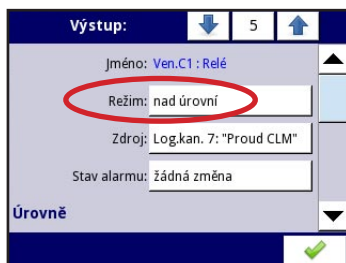 Výstup: 5
Jméno: Ven.C1 : Relé
Režim: nad úrovní
Zdroj: Log.kan. 7: "Proud CLM"
Stav alarmu: žádná změna
Úrovně